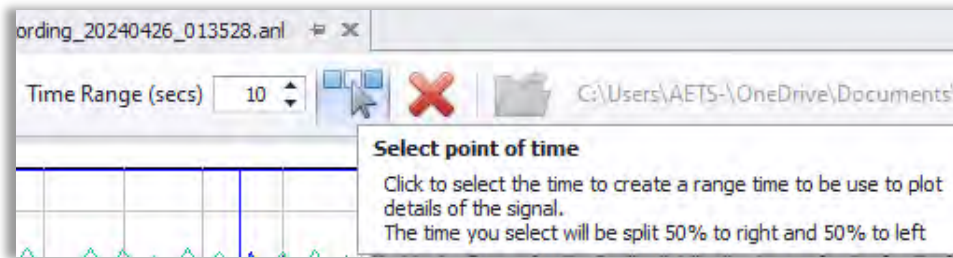 ording_20240426_013528.anl
Time Range (secs) 10 C:\Users\AETS-\OneDrive\Documents\
Select point of time
Click to select the time to create a range time to be use to plot
details of the signal.
The time you select will be split 50% to right and 50% to left